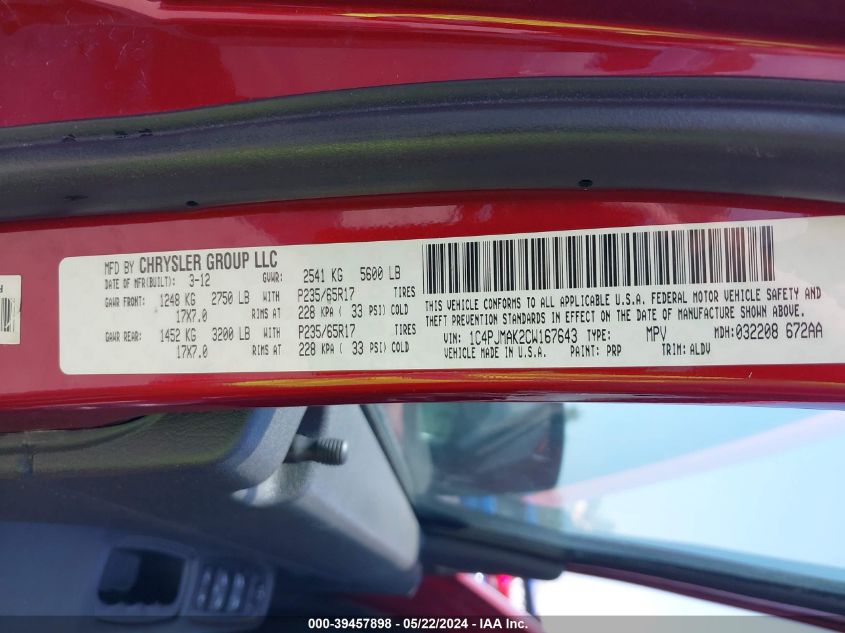 MFD BY CHRYSLER GROUP LLC
DATE OF MFR(BUILT): 3-12 GVWR: 2541 KG 5600 LB
GAWR FRONT: 1248 KG 2750 LB WITH P235/65R17 TIRES
17X7.0 RIMS AT 228 KPA ( 33 PSI) COLD
GAWR REAR: 1452 KG 3200 LB WITH P235/65R17 TIRES
17X7.0 RIMS AT 228 KPA ( 33 PSI) COLD
THIS VEHICLE CONFORMS TO ALL APPLICABLE U.S.A. FEDERAL MOTOR VEHICLE SAFETY AND
THEFT PREVENTION STANDARDS IN EFFECT ON THE DATE OF MANUFACTURE SHOWN ABOVE.
VIN: 1C4PJMAK2CW167643 TYPE: MPV MDH: 032208 672AA
VEHICLE MADE IN U.S.A. PAINT: PRP TRIM: ALDV
000-39457898 - 05/22/2024 - IAA Inc.